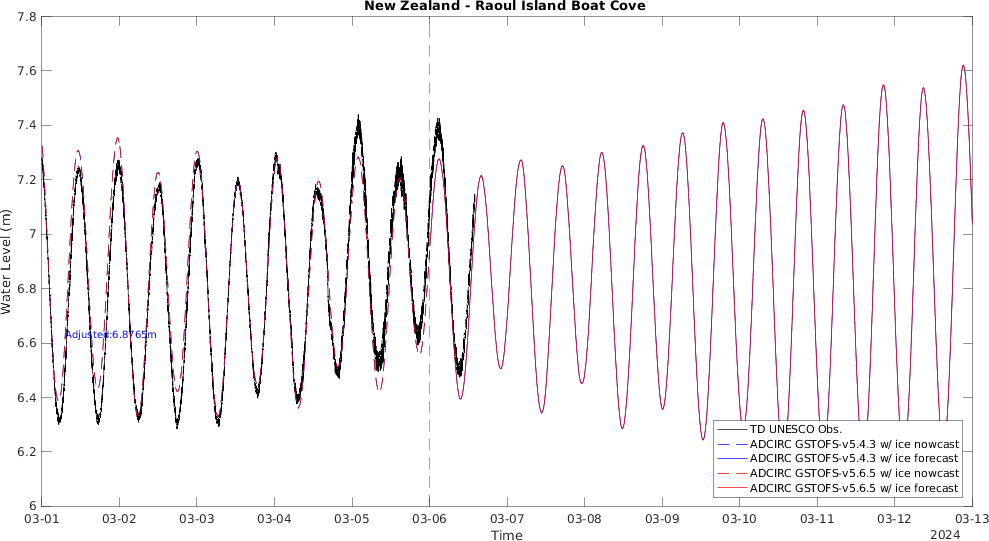 New Zealand - Raoul Island Boat Cove
7.8
7.6
7.4
7.2
7
6.8
6.6
6.4
6.2
6
Water Level (m)
Adjusted:6.8765m
TD UNESCO Obs.
ADCIRC GSTOFS-v5.4.3 w/ ice nowcast
ADCIRC GSTOFS-v5.4.3 w/ ice forecast
ADCIRC GSTOFS-v5.6.5 w/ ice nowcast
ADCIRC GSTOFS-v5.6.5 w/ ice forecast
03-01 03-02 03-03 03-04 03-05 03-06 03-07 03-08 03-09 03-10 03-11 03-12 03-13
Time
2024